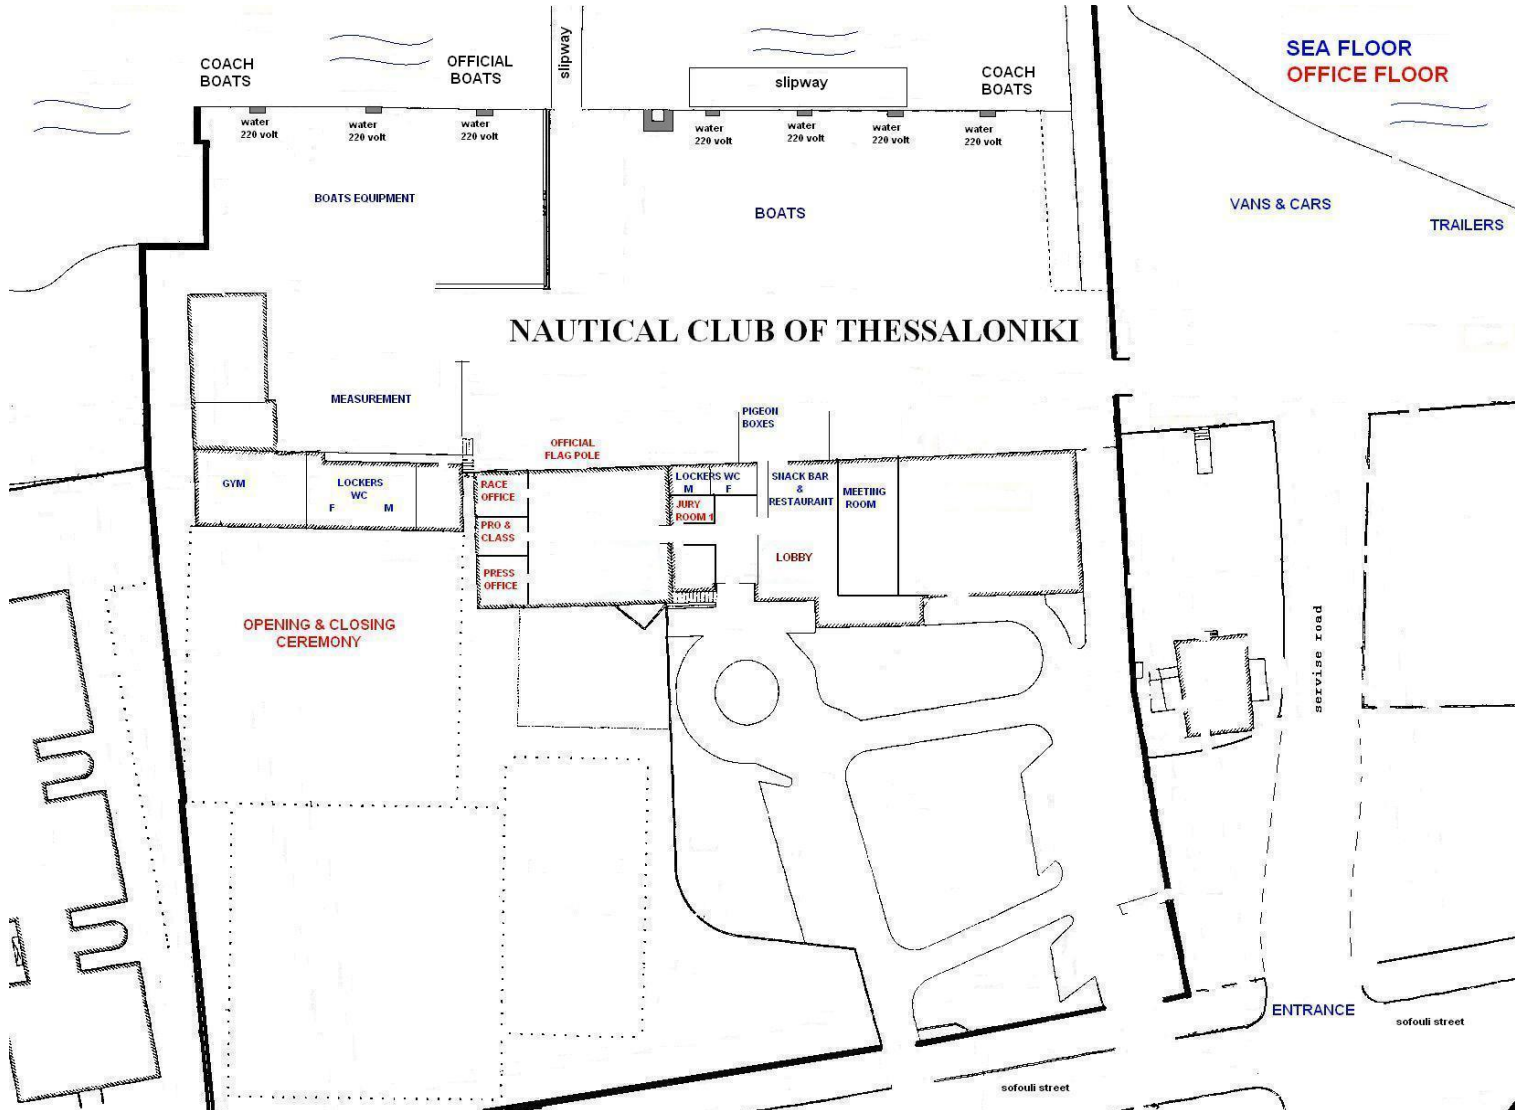 SEA FLOOR
OFFICE FLOOR
COACH
BOATS
OFFICIAL
BOATS
slipway
slipway
COACH
BOATS
water
220 volt
water
220 volt
water
220 volt
water
220 volt
water
220 volt
water
220 volt
water
220 volt
BOATS EQUIPMENT
BOATS
VANS & CARS
TRAILERS
NAUTICAL CLUB OF THESSALONIKI
MEASUREMENT
PIGEON
BOXES
OFFICIAL
FLAG POLE
GYM
LOCKERS
WC
F M
RACE
OFFICE
PRO &
CLASS
PRESS
OFFICE
LOCKERS WC
M F
JURY
ROOM 1
SNACK BAR
&
RESTAURANT
MEETING
ROOM
LOBBY
OPENING & CLOSING
CEREMONY
servise road
ENTRANCE
sofouli street
sofouli street